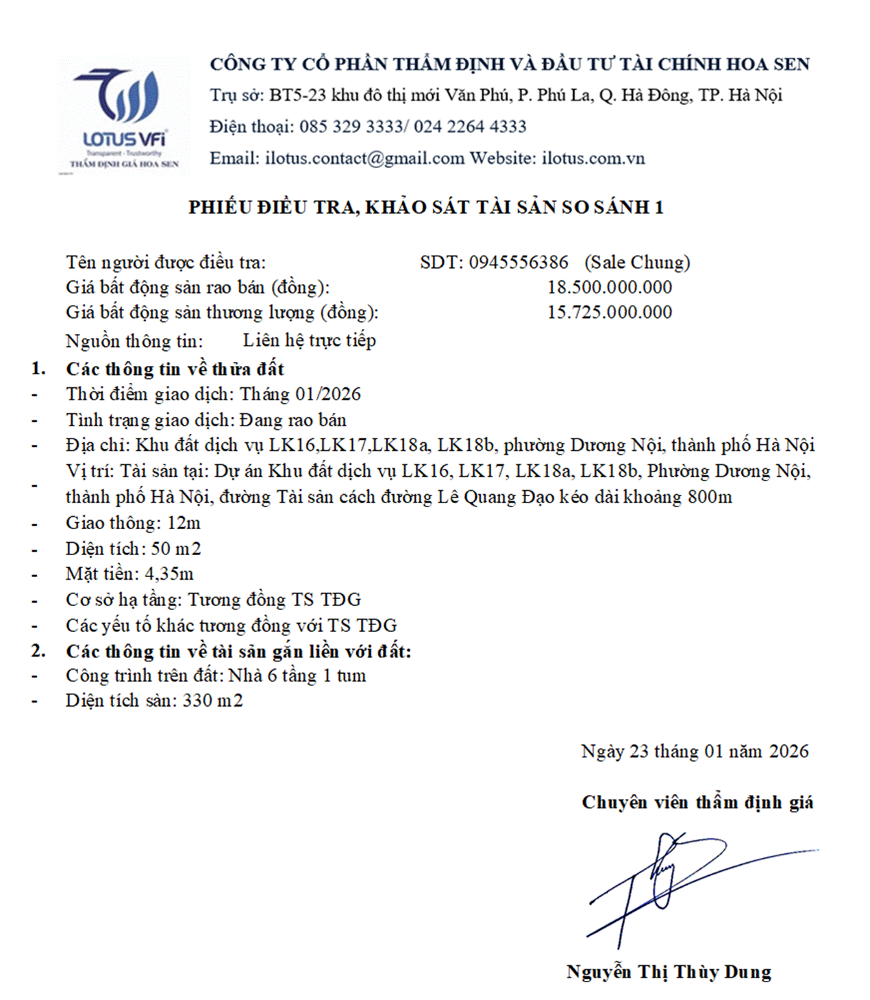 CÔNG TY CỔ PHẦN THẨM ĐỊNH VÀ ĐẦU TƯ TÀI CHÍNH HOA SEN
Trụ sở: BT5-23 khu đô thị mới Văn Phú, P. Phú La, Q. Hà Đông, TP. Hà Nội
Điện thoại: 085 329 3333/ 024 2264 4333
Email: ilotus.contact@gmail.com Website: ilotus.com.vn
LOTUS VFi
Transparent - Trustworthy
THẨM ĐỊNH GIÁ HOA SEN
PHIẾU ĐIỀU TRA, KHẢO SÁT TÀI SẢN SO SÁNH 1
Tên người được điều tra: SDT: 0945556386 (Sale Chung)
Giá bất động sản rao bán (đồng): 18.500.000.000
Giá bất động sản thương lượng (đồng): 15.725.000.000
Nguồn thông tin: Liên hệ trực tiếp
1. Các thông tin về thửa đất
- Thời điểm giao dịch: Tháng 01/2026
- Tình trạng giao dịch: Đang rao bán
- Địa chỉ: Khu đất dịch vụ LK16,LK17,LK18a, LK18b, phường Dương Nội, thành phố Hà Nội
- Vị trí: Tài sản tại: Dự án Khu đất dịch vụ LK16, LK17, LK18a, LK18b, Phường Dương Nội,
thành phố Hà Nội, đường Tài sản cách đường Lê Quang Đạo kéo dài khoảng 800m
- Giao thông: 12m
- Diện tích: 50 m2
- Mặt tiền: 4,35m
- Cơ sở hạ tầng: Tương đồng TS TĐG
- Các yếu tố khác tương đồng với TS TĐG
2. Các thông tin về tài sản gắn liền với đất:
- Công trình trên đất: Nhà 6 tầng 1 tum
- Diện tích sàn: 330 m2
Ngày 23 tháng 01 năm 2026
Chuyên viên thẩm định giá
Nguyễn Thị Thùy Dung